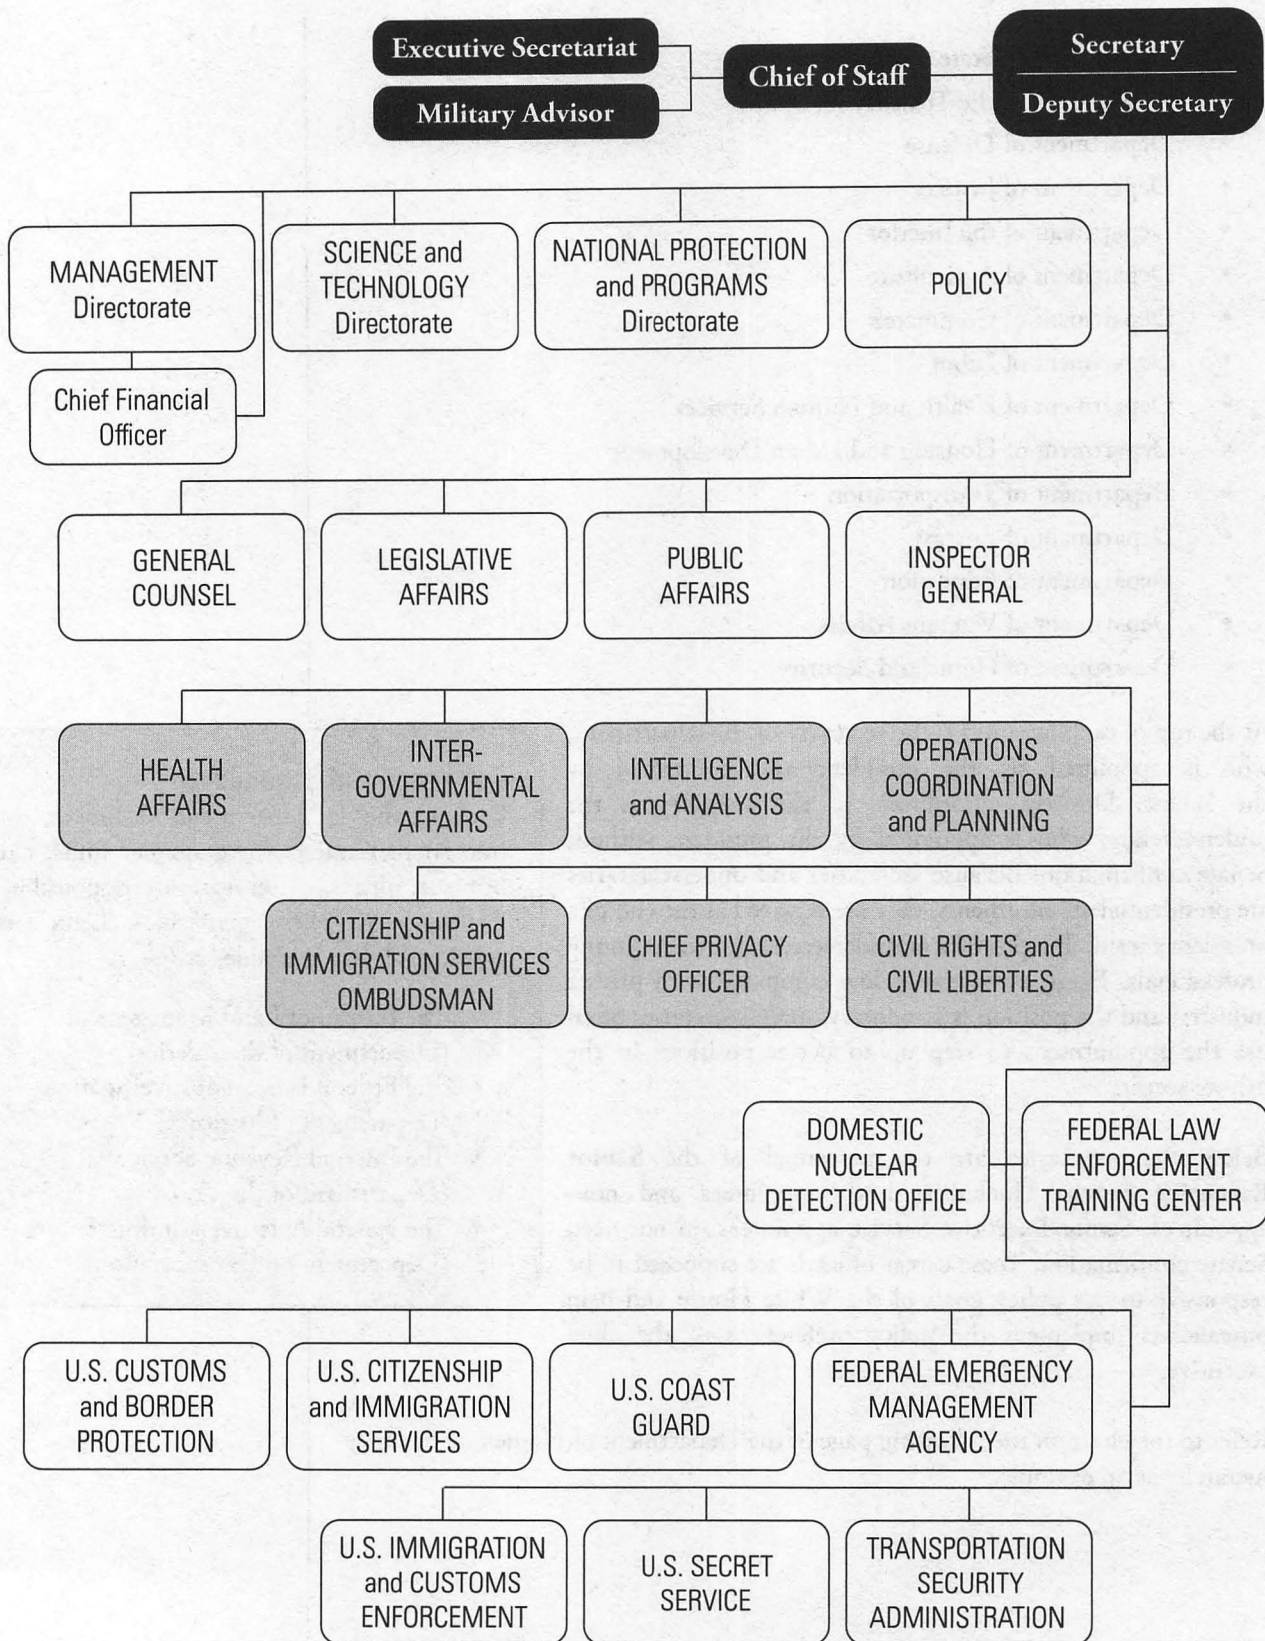 Executive Secretariat
Military Advisor
Chief of Staff
Secretary
Deputy Secretary
MANAGEMENT
Directorate
SCIENCE and
TECHNOLOGY
Directorate
NATIONAL PROTECTION
and PROGRAMS
Directorate
POLICY
Chief Financial
Officer
GENERAL
COUNSEL
LEGISLATIVE
AFFAIRS
PUBLIC
AFFAIRS
INSPECTOR
GENERAL
HEALTH
AFFAIRS
INTER-
GOVERNMENTAL
AFFAIRS
INTELLIGENCE
and ANALYSIS
OPERATIONS
COORDINATION
and PLANNING
CITIZENSHIP and
IMMIGRATION SERVICES
OMBUDSMAN
CHIEF PRIVACY
OFFICER
CIVIL RIGHTS and
CIVIL LIBERTIES
DOMESTIC
NUCLEAR
DETECTION OFFICE
FEDERAL LAW
ENFORCEMENT
TRAINING CENTER
U.S. CUSTOMS
and BORDER
PROTECTION
U.S. CITIZENSHIP
and IMMIGRATION
SERVICES
U.S. COAST
GUARD
FEDERAL EMERGENCY
MANAGEMENT
AGENCY
U.S. IMMIGRATION
and CUSTOMS
ENFORCEMENT
U.S. SECRET
SERVICE
TRANSPORTATION
SECURITY
ADMINISTRATION